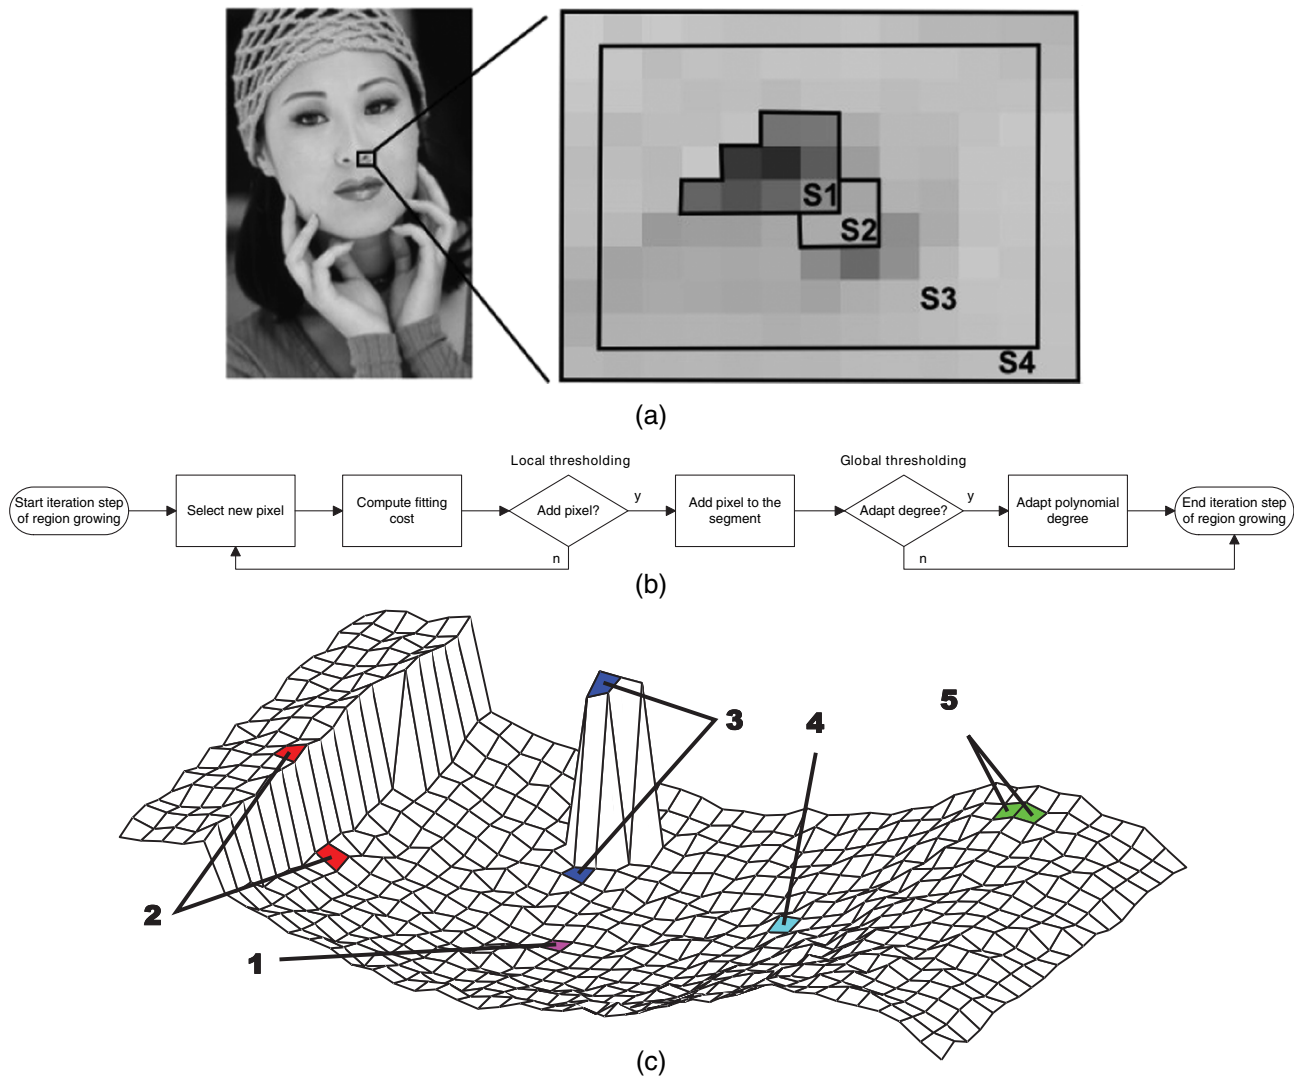 S1
S2
S3
S4
(a)
Local thresholding
Global thresholding
Start iteration step
of region growing
Select new pixel
Compute fitting
cost
Add pixel?
y
n
Add pixel to the
segment
Adapt degree?
y
n
Adapt polynomial
degree
End iteration step
of region growing
(b)
3
4
5
2
1
(c)